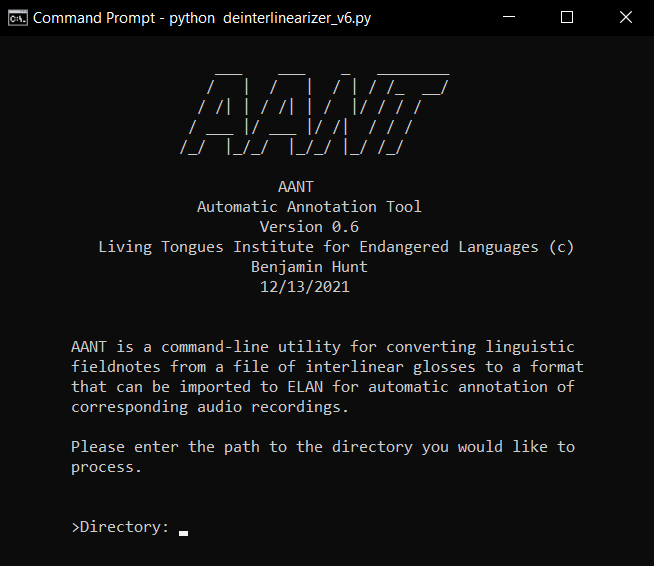 Command Prompt - python  deinterlinearizer_v6.py
AANT
AANT
Automatic Annotation Tool
Version 0.6
Living Tongues Institute for Endangered Languages (c)
Benjamin Hunt
12/13/2021
AANT is a command-line utility for converting linguistic
fieldnotes from a file of interlinear glosses to a format
that can be imported to ELAN for automatic annotation of
corresponding audio recordings.
Please enter the path to the directory you would like to
process.
>Directory: